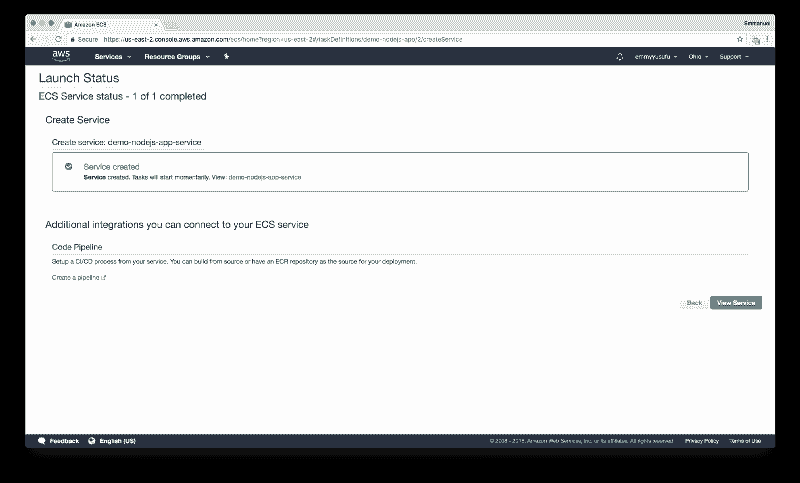 Amazon ECS
Emmanuel
Secure https://us-east-2.console.aws.amazon.com/ecs/home?region=us-east-2#/taskDefinitions/demo-nodejs-app/2/createService
aws Services Resource Groups emmyyusufu Ohio Support
Launch Status
ECS Service status - 1 of 1 completed
Create Service
Create service: demo-nodejs-app-service
Service created
Service created. Tasks will start momentarily. View: demo-nodejs-app-service
Additional integrations you can connect to your ECS service
Code Pipeline
Setup a CI/CD process from your service. You can build from source or have an ECR repository as the source for your deployment.
Create a pipeline
Back View Service
Feedback English (US) © 2008 - 2018, Amazon Web Services, Inc. or its affiliates. All rights reserved. Privacy Policy Terms of Use